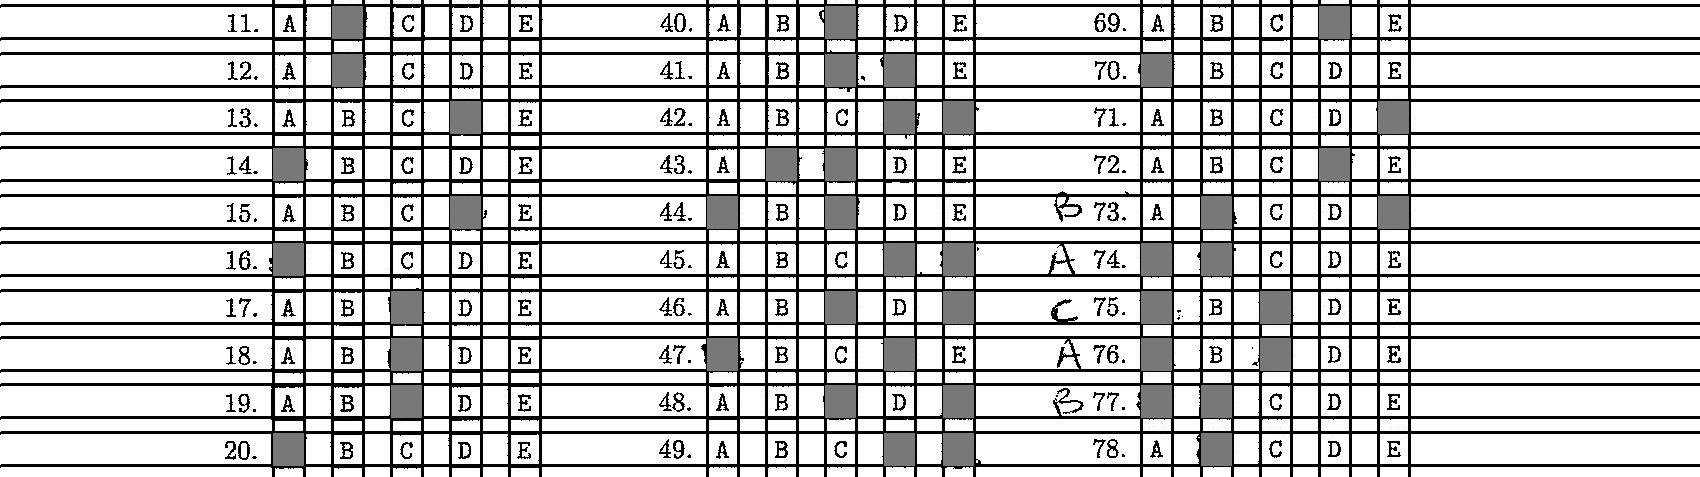 11. A C D E 40. A B D E 69. A B C E
12. A C D E 41. A B E 70. B C D E
13. A B C E 42. A B C 71. A B C D
14. B C D E 43. A D E 72. A B C E
15. A B C E 44. B D E B 73. A C D
16. B C D E 45. A B C A 74. C D E
17. A B D E 46. A B D C 75. B D E
18. A B D E 47. B C E A 76. B D E
19. A B D E 48. A B D B 77. C D E
20. B C D E 49. A B C 78. A C D E